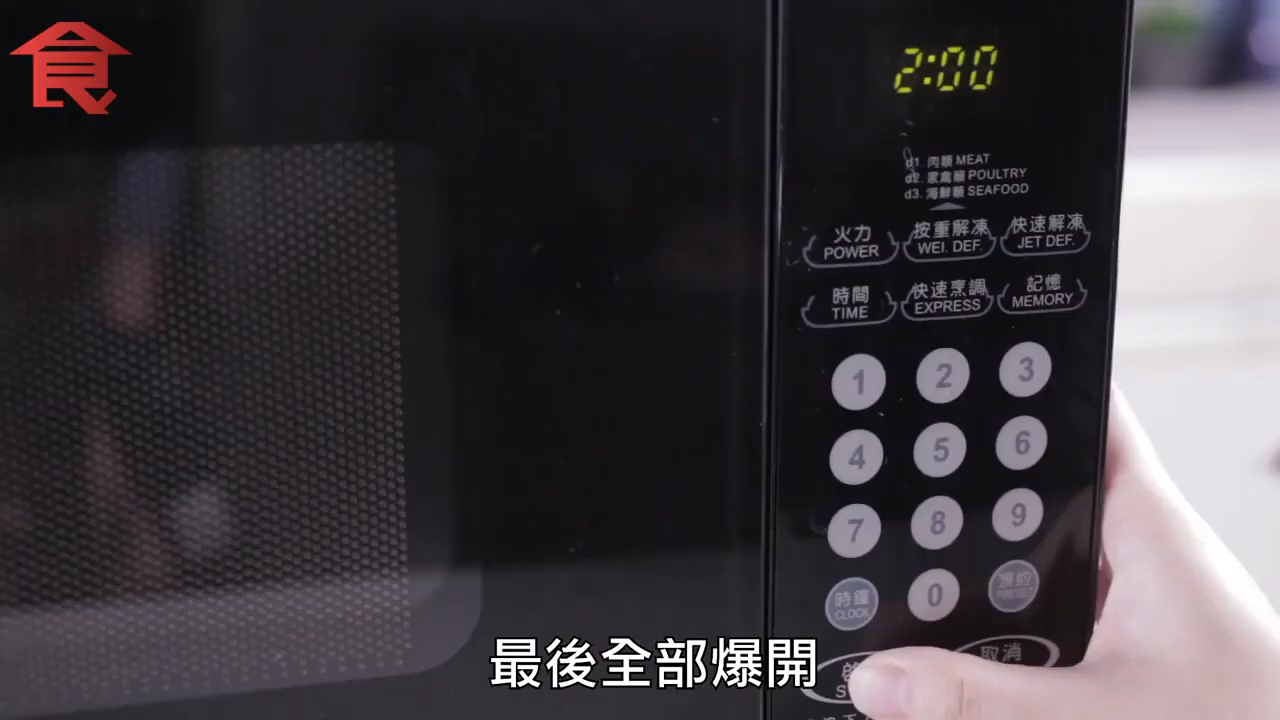 食
2:00
d1. 肉類 MEAT
d2. 家禽類 POULTRY
d3. 海鮮類 SEAFOOD
火力
POWER
按重解凍
WEI. DEF.
快速解凍
JET DEF.
時間
TIME
快速烹調
EXPRESS
記憶
MEMORY
1 2 3
4 5 6
7 8 9
時鐘
CLOCK
0
預約
PRESET
取消
最後全部爆開